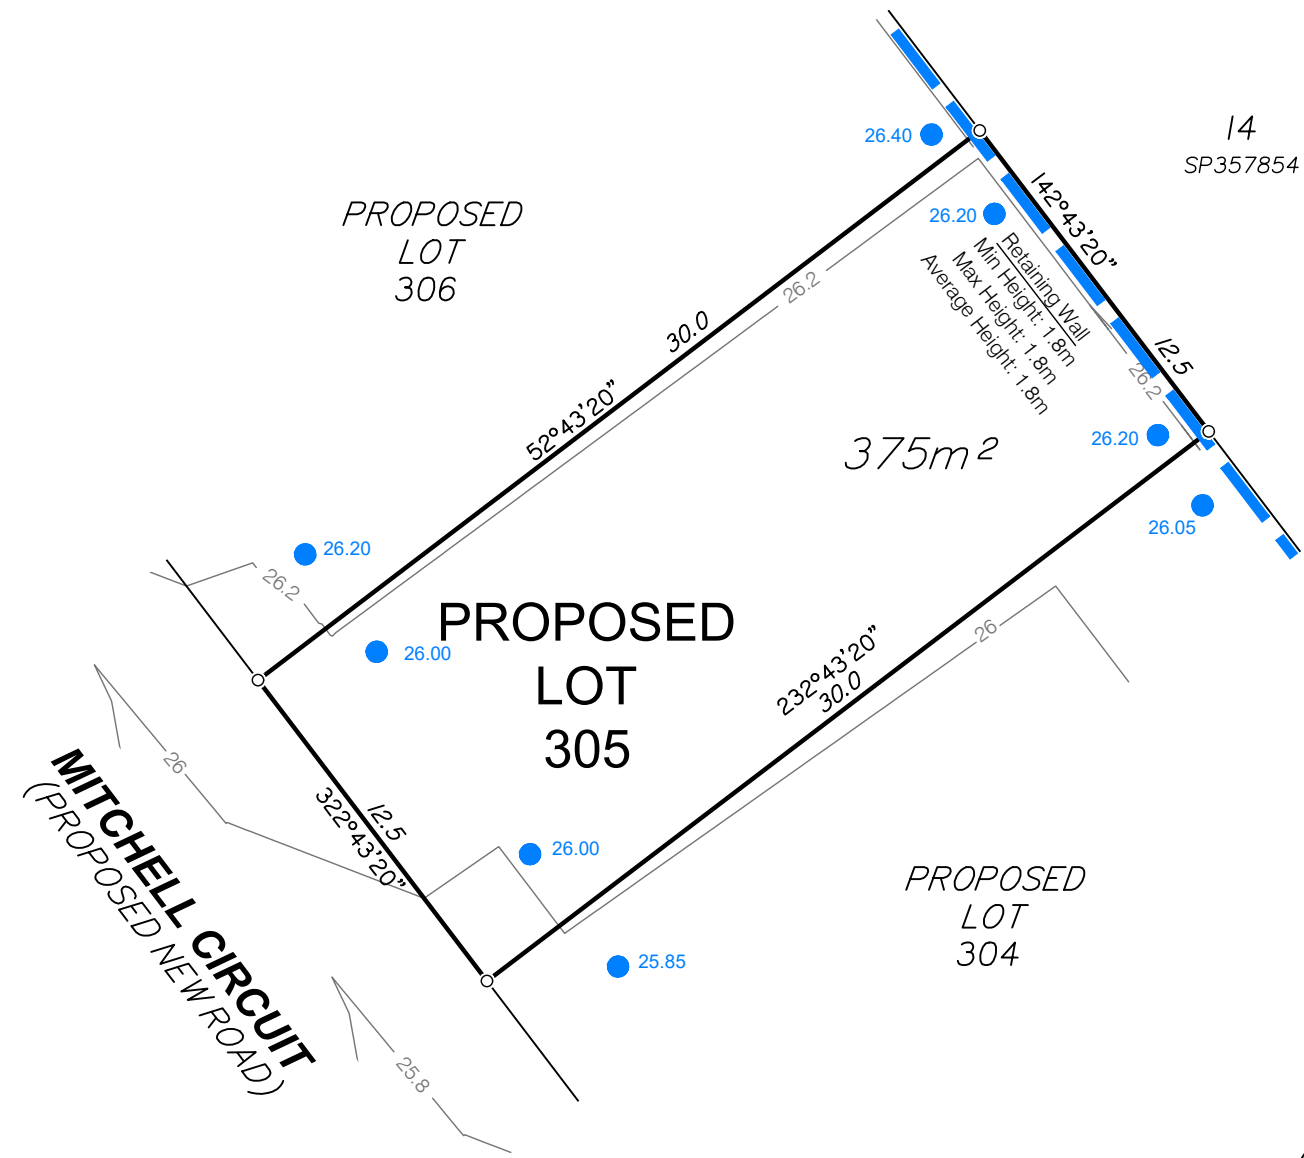 14
SP357854
26.40
142°43'20"
PROPOSED
LOT
306
26.20
Retaining Wall
Min Height: 1.8m
Max Height: 1.8m
Average Height: 1.8m
26.2
30.0
12.5
26.2
52°43'20"
375m²
26.20
26.05
26.20
26.2
PROPOSED
LOT
305
26.00
26
232°43'20"
30.0
26
12.5
322°43'20"
26.00
MITCHELL CIRCUIT
(PROPOSED NEW ROAD)
PROPOSED
LOT
304
25.85
25.8